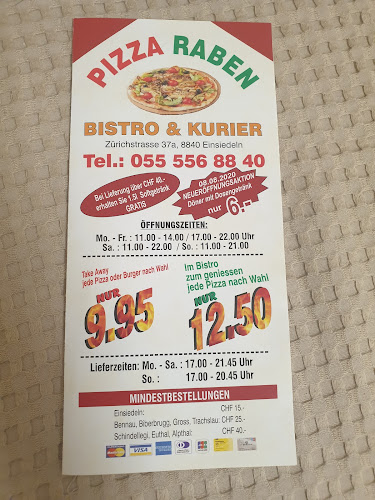 PIZZA RABEN
BISTRO & KURIER
Zürichstrasse 37a, 8840 Einsiedeln
Tel.: 055 556 88 40
Bei Lieferung über CHF 40.-
erhalten Sie 1.5l Softgetränk
GRATIS
08.08.2020
NEUERÖFFNUNGSAKTION
Döner mit Dosengetränk
nur 6.-
ÖFFNUNGSZEITEN:
Mo. - Fr. : 11.00 - 14.00 / 17.00 - 22.00 Uhr
Sa. : 11.00 - 22.00 / So. : 11.00 - 21.00
Take Away
jede Pizza oder Burger nach Wahl
NUR
9.95
Im Bistro
zum geniessen
jede Pizza nach Wahl
NUR
12.50
Lieferzeiten: Mo. - Sa. : 17.00 - 21.45 Uhr
So. : 17.00 - 20.45 Uhr
MINDESTBESTELLUNGEN
Einsiedeln: CHF 15.-
Bennau, Biberbrugg, Gross, Trachslau: CHF 25.-
Schindellegi, Euthal, Alpthal: CHF 40.-
VISA